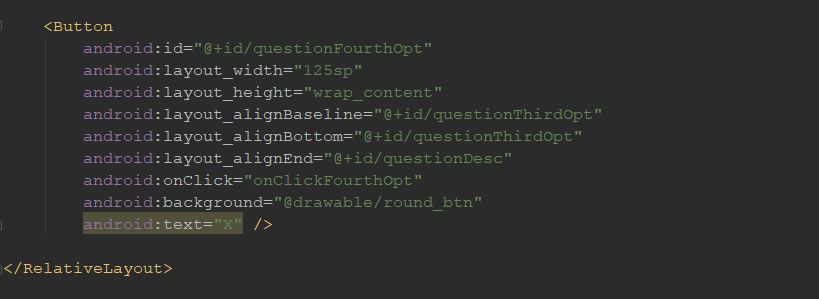 <Button
android:id="@+id/questionFourthOpt"
android:layout_width="125sp"
android:layout_height="wrap_content"
android:layout_alignBaseline="@+id/questionThirdOpt"
android:layout_alignBottom="@+id/questionThirdOpt"
android:layout_alignEnd="@+id/questionDesc"
android:onClick="onClickFourthOpt"
android:background="@drawable/round_btn"
android:text="X" />
</RelativeLayout>